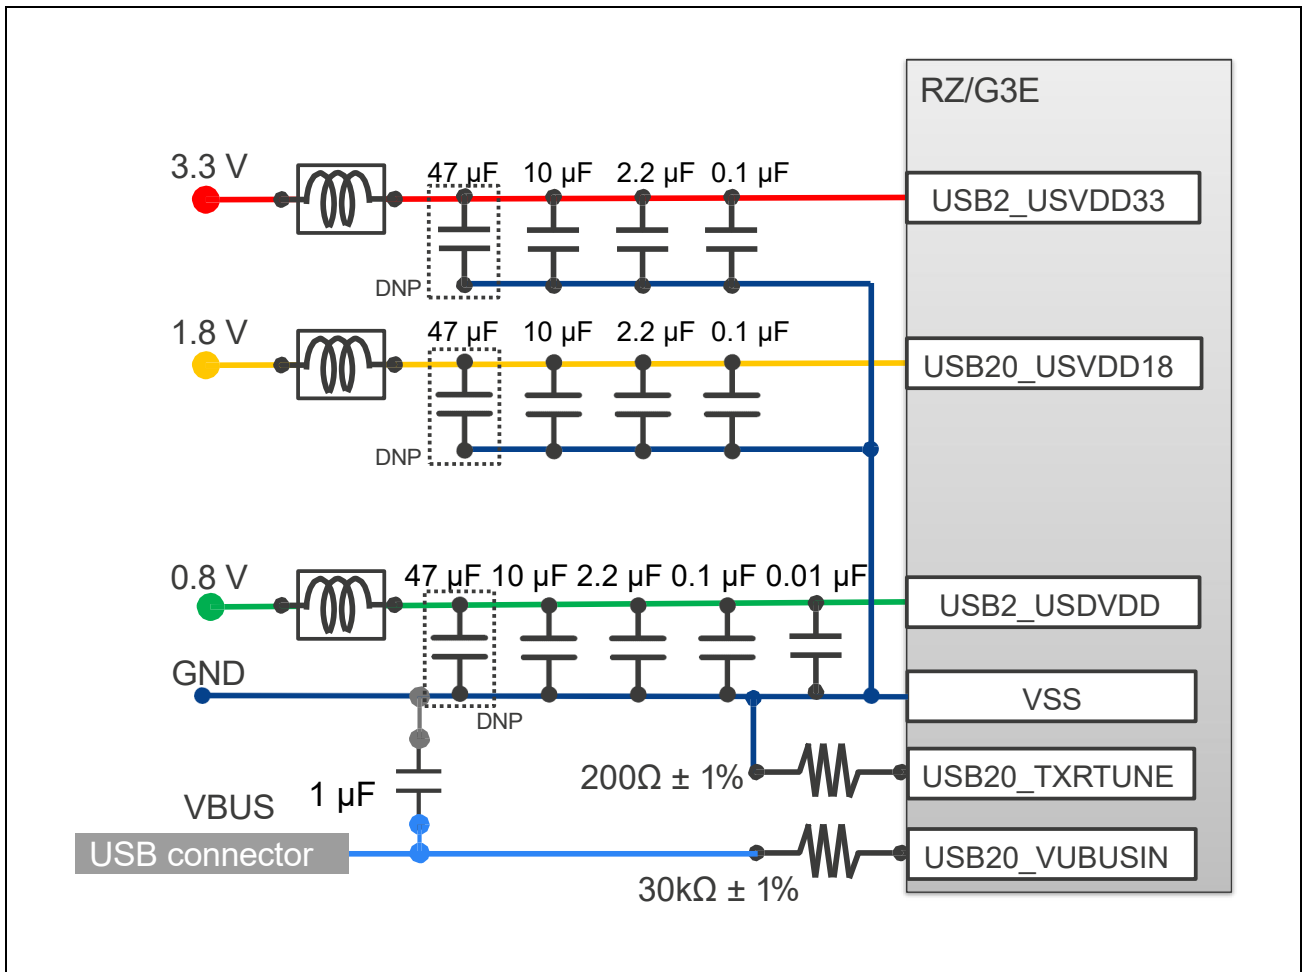 RZ/G3E
3.3 V
47 µF 10 µF 2.2 µF 0.1 µF
USB2_USVDD33
DNP
1.8 V
47 µF 10 µF 2.2 µF 0.1 µF
USB20_USVDD18
DNP
0.8 V
47 µF 10 µF 2.2 µF 0.1 µF 0.01 µF
USB2_USDVDD
GND
VSS
DNP
200Ω ± 1%
USB20_TXRTUNE
1 µF
VBUS
USB connector
USB20_VUBUSIN
30kΩ ± 1%